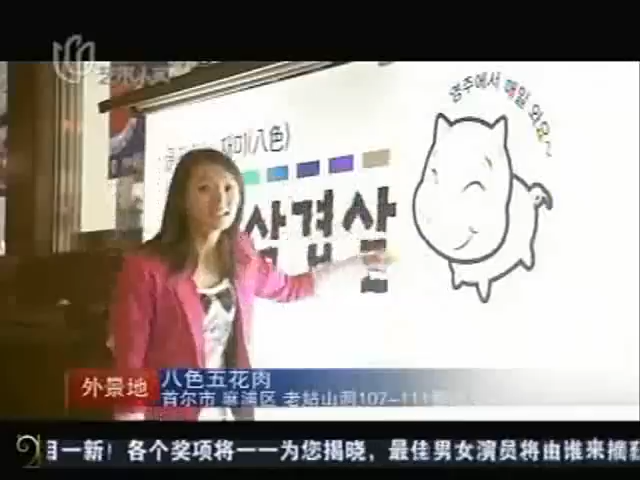 영주에서 매일 와요~
재미(八色)
삼겹살
外景地
八色五花肉
首尔市 麻浦区 老姑山洞107-111
目一新！各个奖项将一一为您揭晓，最佳男女演员将由谁来摘